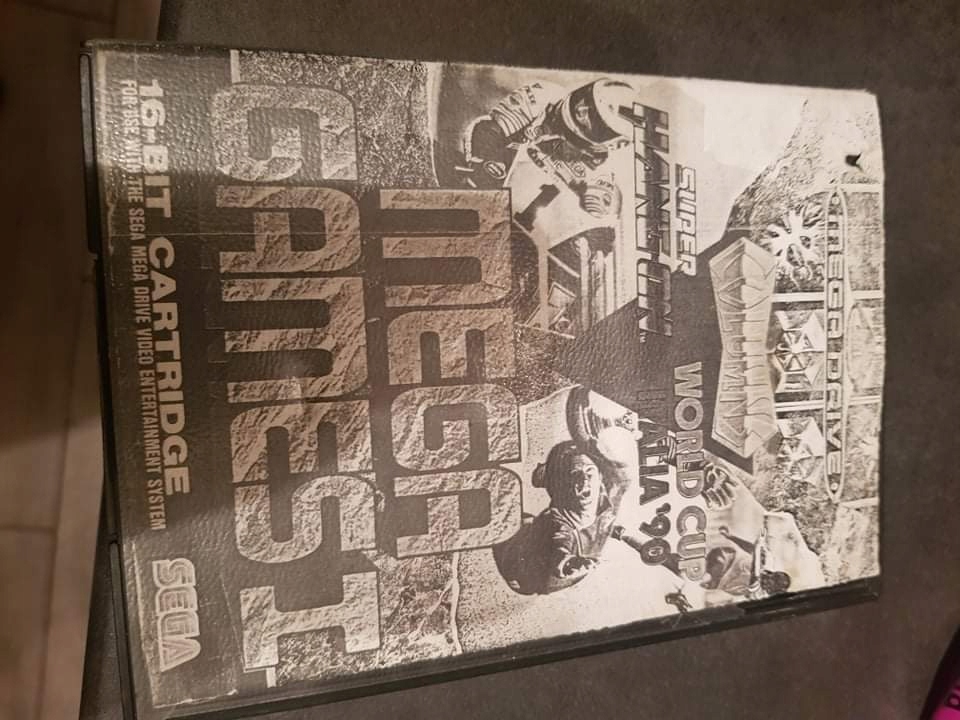 MEGA DRIVE
COLUMNS
SUPER
HANG-ON
TM
WORLD CUP
ITALIA '90
MEGA
GAMES I
16-BIT CARTRIDGE
FOR USE WITH THE SEGA MEGA DRIVE VIDEO ENTERTAINMENT SYSTEM
SEGA